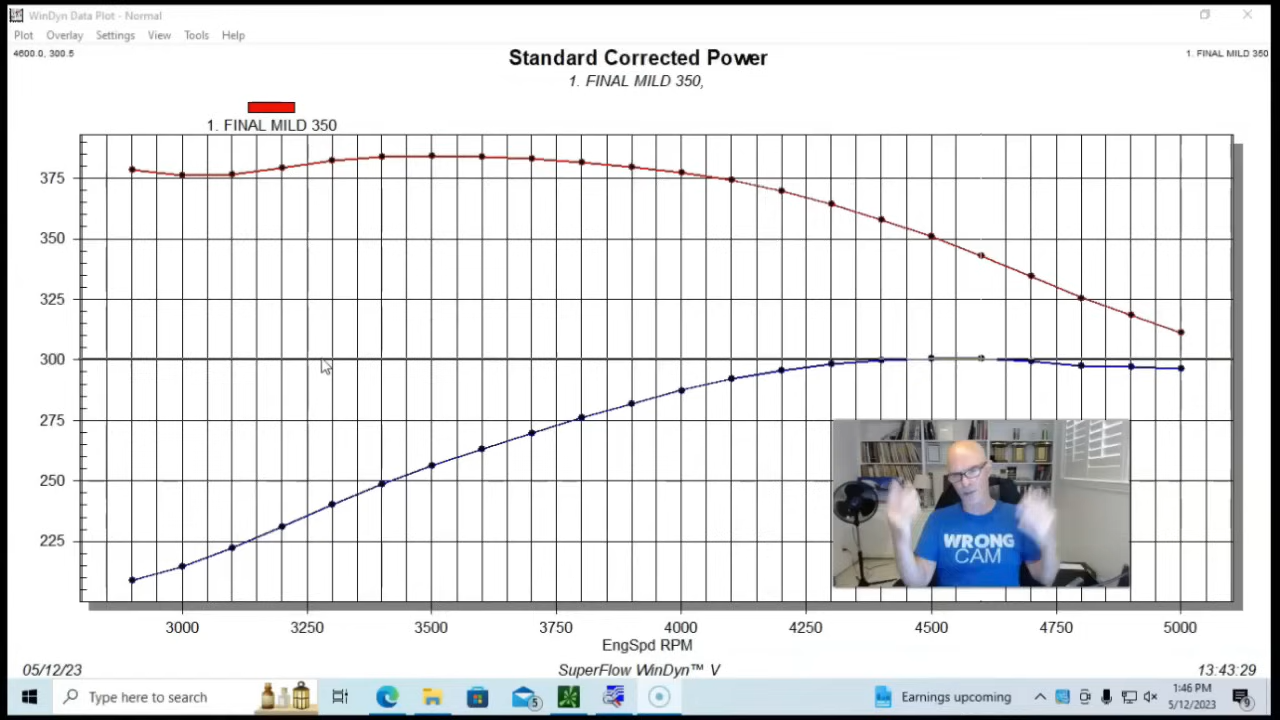 WinDyn Data Plot - Normal
Plot Overlay Settings View Tools Help
4600.0, 300.5
1. FINAL MILD 350
Standard Corrected Power
1. FINAL MILD 350,
1. FINAL MILD 350
375
350
325
300
275
250
225
WRONG
CAM
3000 3250 3500 3750 4000 4250 4500 4750 5000
EngSpd RPM
05/12/23
SuperFlow WinDyn™ V
13:43:29
Type here to search
5
Earnings upcoming
1:46 PM
5/12/2023
9